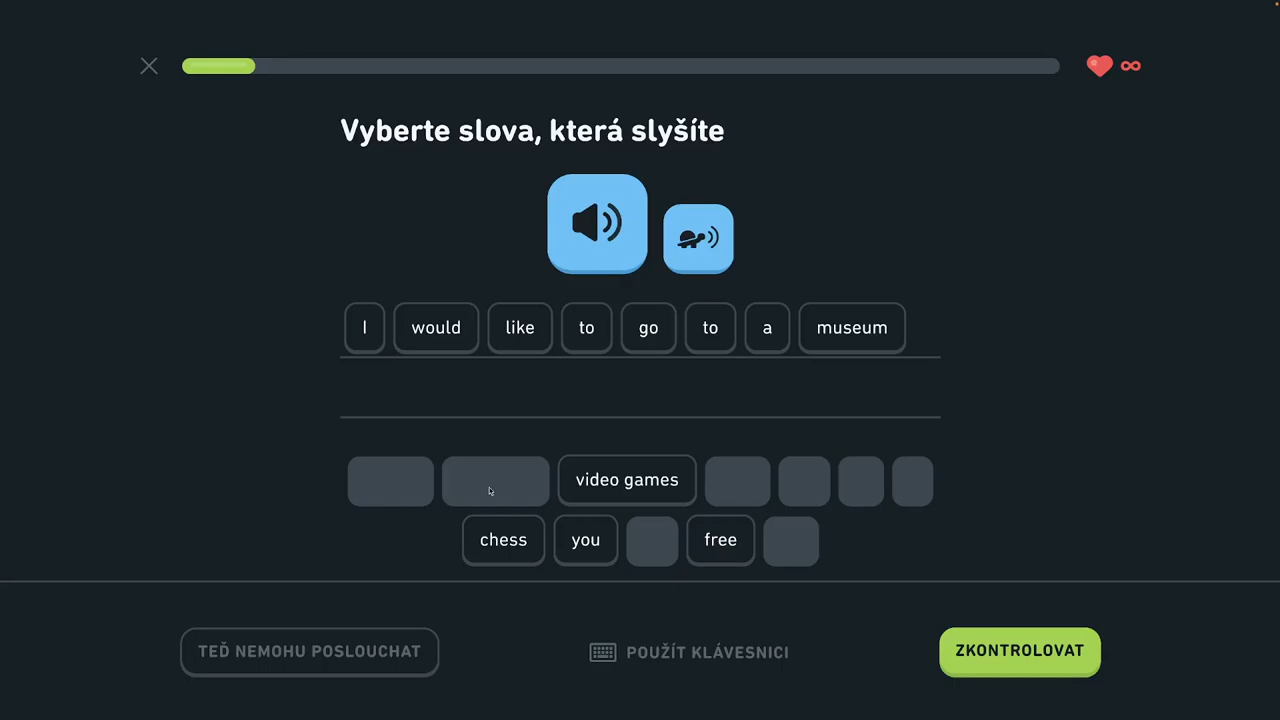 Vyberte slova, která slyšíte
I would like to go to a museum
video games
chess you free
TEĎ NEMOHU POSLOUCHAT POUŽÍT KLÁVESNICI ZKONTROLOVAT